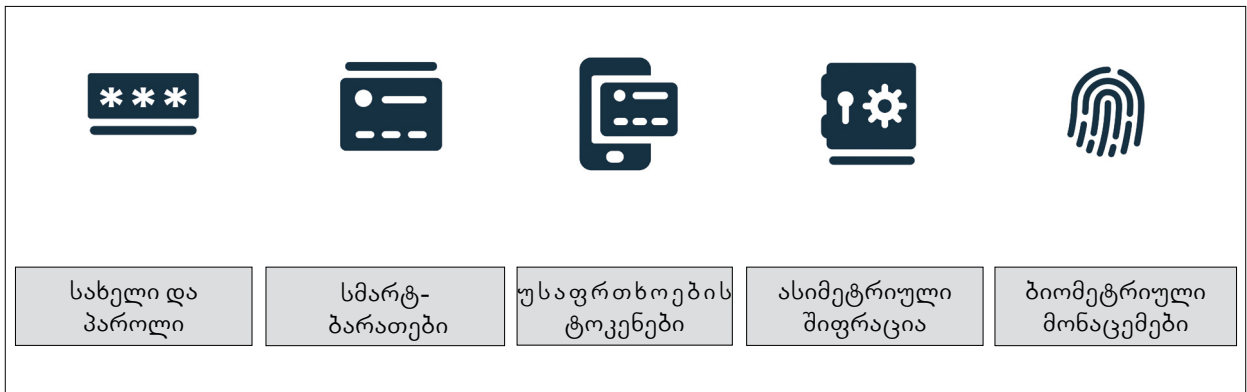 ***
სახელი და
პაროლი
სმარტ-
ბარათები
უსაფრთხოების
ტოკენები
ასიმეტრიული
შიფრაცია
ბიომეტრიული
მონაცემები